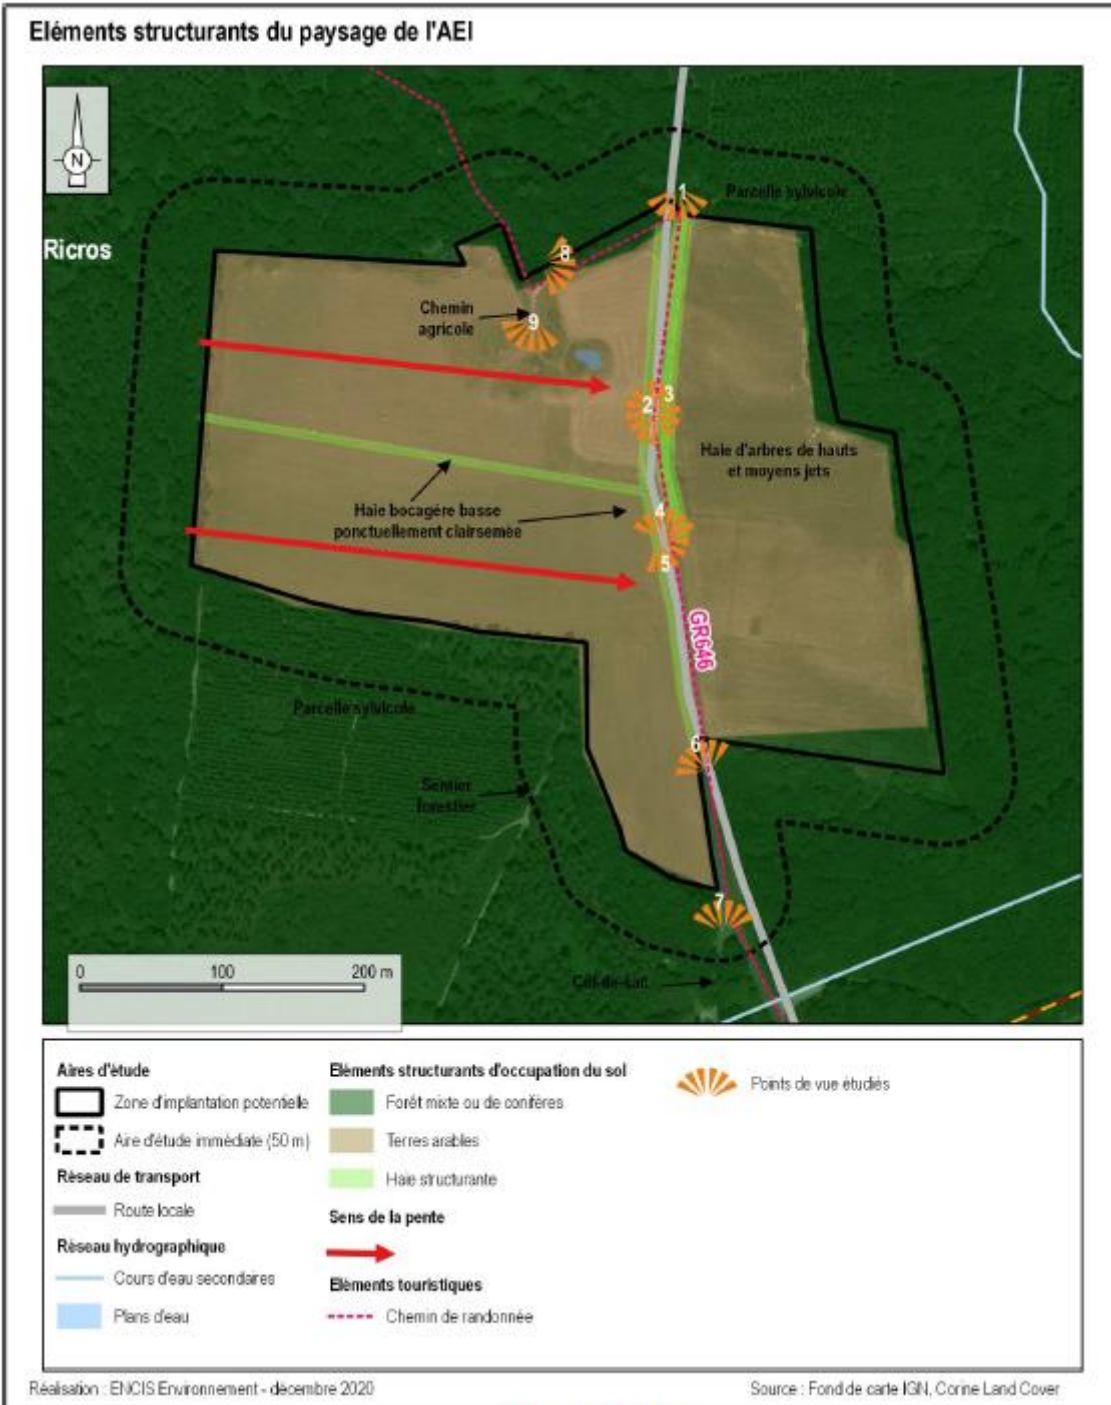 Eléments structurants du paysage de l'AEI
N
1
Parcelle sylvicole
Ricros
8
Chemin
agricole
9
3
2
Haie d'arbres de hauts
et moyens jets
Haie bocagère basse
ponctuellement clairsemée
4
5
GR646
Parcelle sylvicole
6
Sentier
forestier
7
Cul-de-sac
0 100 200 m
Aires d'étude
Zone d'implantation potentielle
Aire d'étude immédiate (50 m)
Réseau de transport
Route locale
Réseau hydrographique
Cours d'eau secondaires
Plans d'eau
Eléments structurants d'occupation du sol
Forêt mixte ou de conifères
Terres arables
Haie structurante
Sens de la pente
Eléments touristiques
Chemin de randonnée
Points de vue étudiés
Réalisation : ENCIS Environnement - décembre 2020
Source : Fond de carte IGN, Corine Land Cover